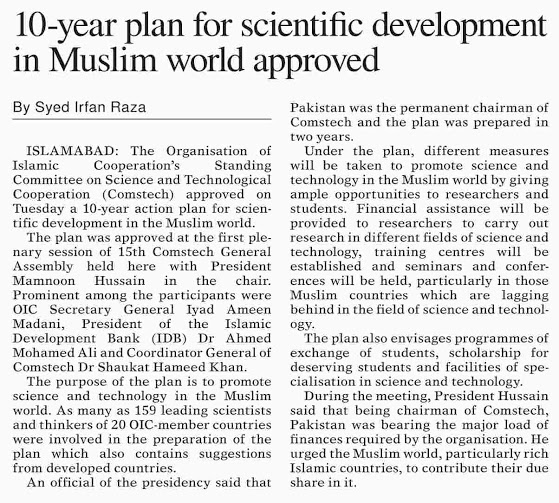 10-year plan for scientific development
in Muslim world approved
By Syed Irfan Raza
ISLAMABAD: The Organisation of
Islamic Cooperation's Standing
Committee on Science and Technological
Cooperation (Comstech) approved on
Tuesday a 10-year action plan for scien-
tific development in the Muslim world.
The plan was approved at the first ple-
nary session of 15th Comstech General
Assembly held here with President
Mamnoon Hussain in the chair.
Prominent among the participants were
OIC Secretary General Iyad Ameen
Madani, President of the Islamic
Development Bank (IDB) Dr Ahmed
Mohamed Ali and Coordinator General of
Comstech Dr Shaukat Hameed Khan.
The purpose of the plan is to promote
science and technology in the Muslim
world. As many as 159 leading scientists
and thinkers of 20 OIC-member countries
were involved in the preparation of the
plan which also contains suggestions
from developed countries.
An official of the presidency said that
Pakistan was the permanent chairman of
Comstech and the plan was prepared in
two years.
Under the plan, different measures
will be taken to promote science and
technology in the Muslim world by giving
ample opportunities to researchers and
students. Financial assistance will be
provided to researchers to carry out
research in different fields of science and
technology, training centres will be
established and seminars and confer-
ences will be held, particularly in those
Muslim countries which are lagging
behind in the field of science and technol-
ogy.
The plan also envisages programmes of
exchange of students, scholarship for
deserving students and facilities of spe-
cialisation in science and technology.
During the meeting, President Hussain
said that being chairman of Comstech,
Pakistan was bearing the major load of
finances required by the organisation. He
urged the Muslim world, particularly rich
Islamic countries, to contribute their due
share in it.